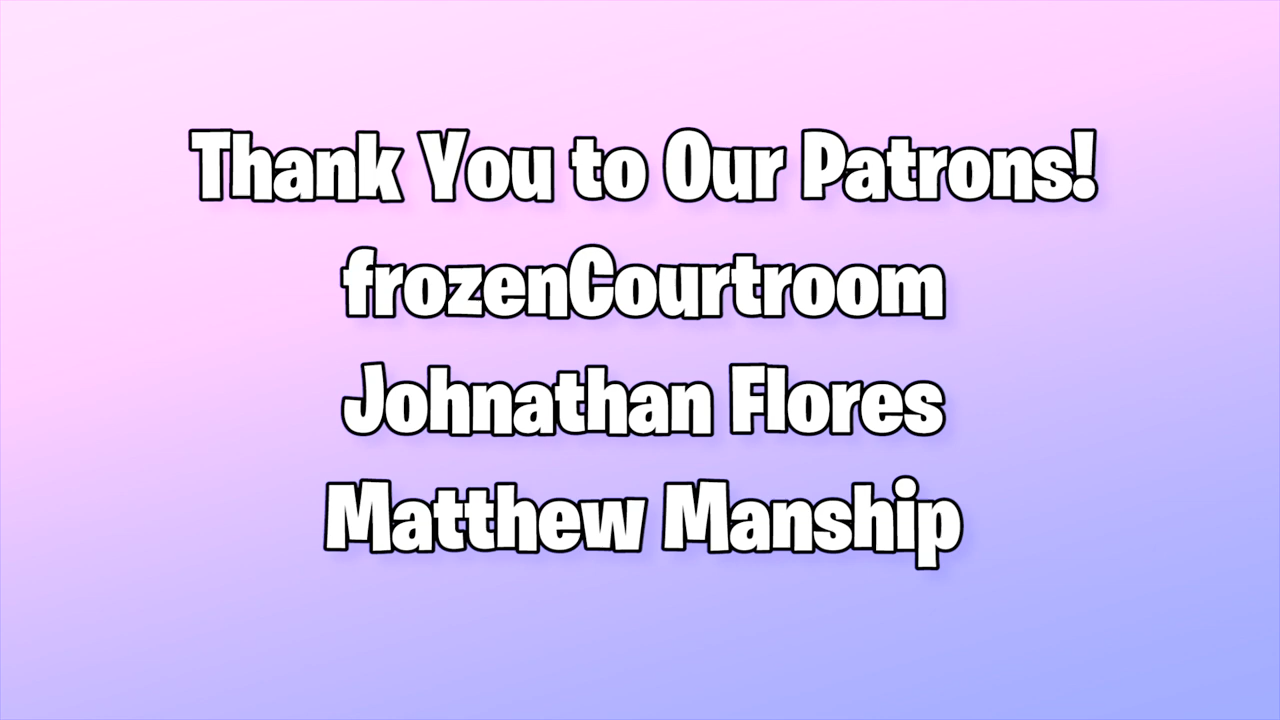 Thank You to Our Patrons!
frozenCourtroom
Johnathan Flores
Matthew Manship